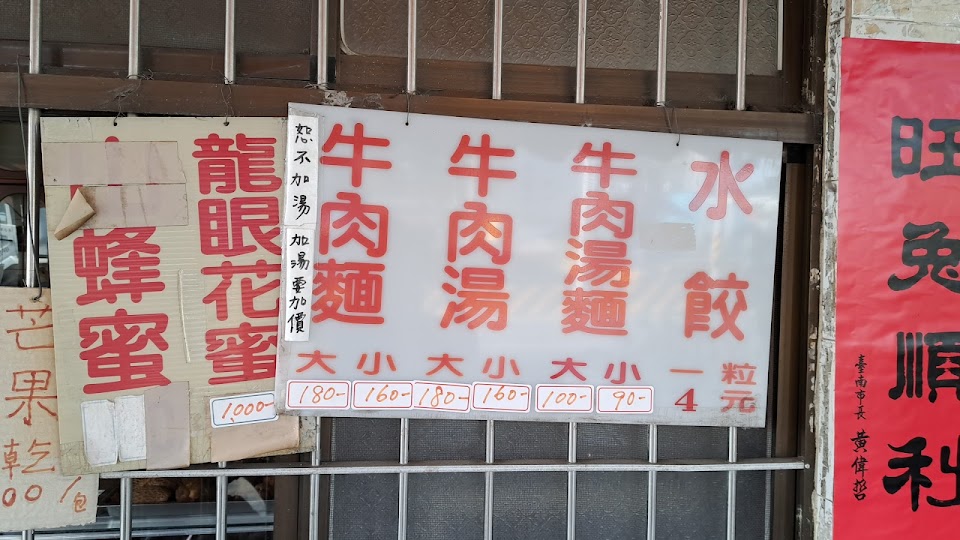 旺兔順利
臺南市長 黃偉哲
水餃
一粒
4元
牛肉湯麵
大 小
100- 90-
牛肉湯
大 小
180- 160-
牛肉麵
大 小
180- 160-
恕不加湯 加湯要加價
龍眼花蜜
1,000-
蜂蜜
芒果乾
00/包